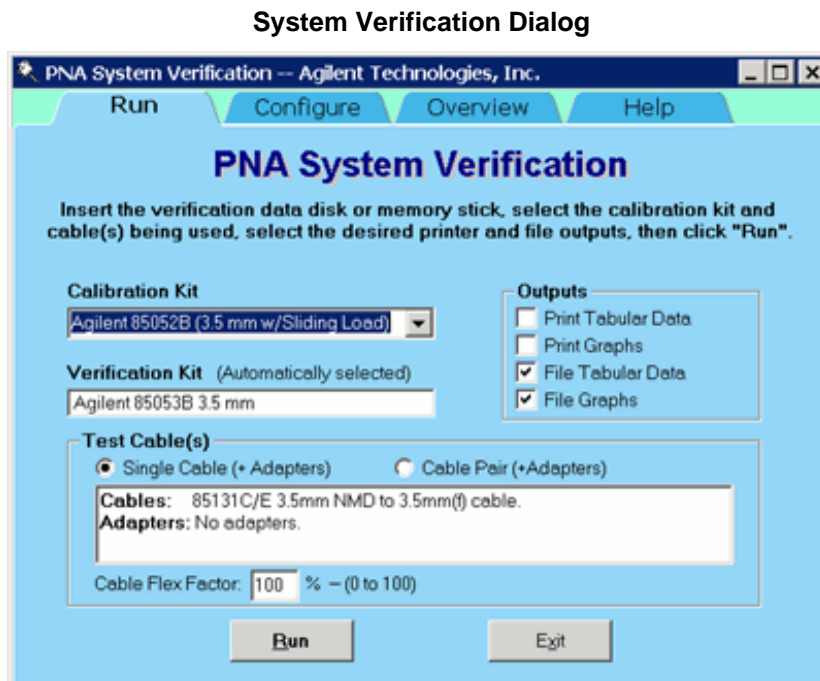 System Verification Dialog
PNA System Verification -- Agilent Technologies, Inc.
Run Configure Overview Help
PNA System Verification
Insert the verification data disk or memory stick, select the calibration kit and
cable(s) being used, select the desired printer and file outputs, then click "Run".
Calibration Kit
Agilent 85052B (3.5 mm w/Sliding Load)
Verification Kit (Automatically selected)
Agilent 85053B 3.5 mm
Outputs
Print Tabular Data
Print Graphs
File Tabular Data
File Graphs
Test Cable(s)
Single Cable (+ Adapters) Cable Pair (+Adapters)
Cables: 85131C/E 3.5mm NMD to 3.5mm(f) cable.
Adapters: No adapters.
Cable Flex Factor: 100 % – (0 to 100)
Run Exit